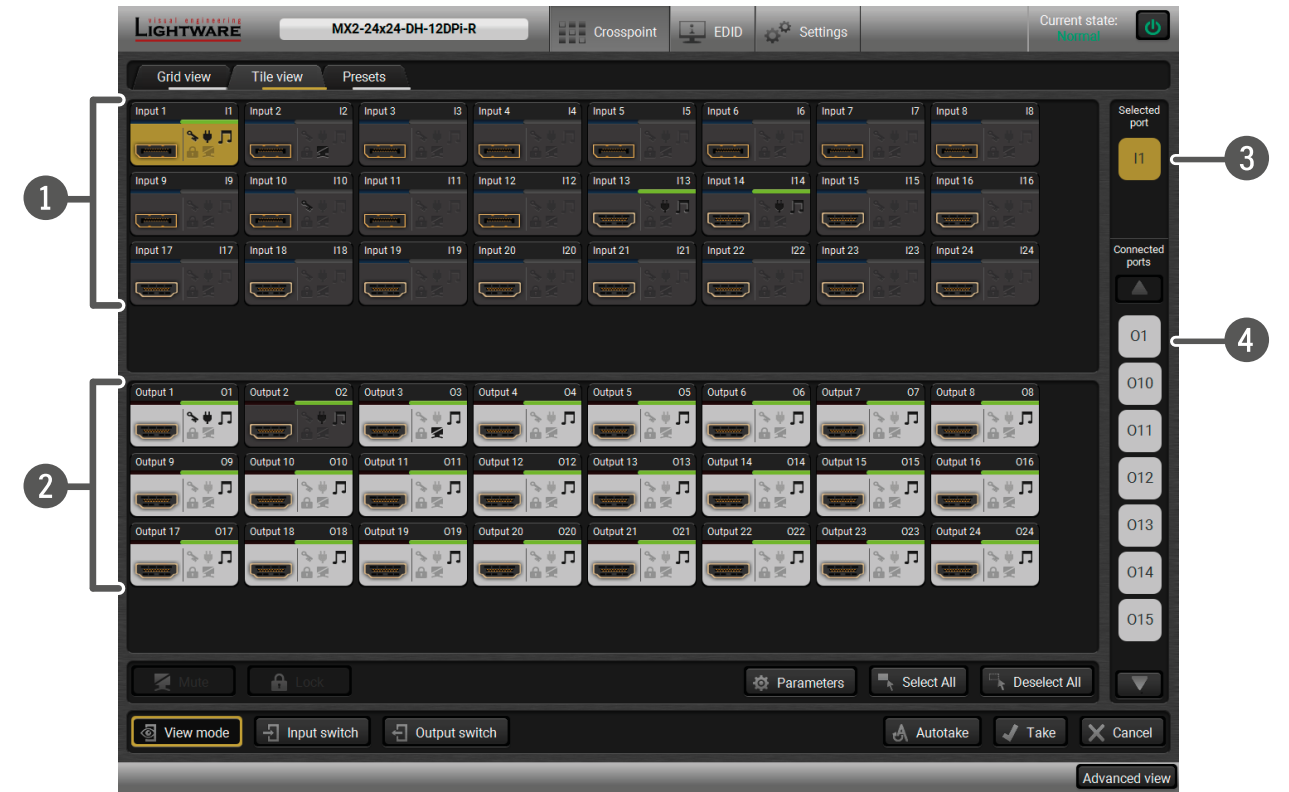 visual engineering
LIGHTWARE
MX2-24x24-DH-12DPi-R
Crosspoint
EDID
Settings
Current state:
Normal
Grid view
Tile view
Presets
Input 1 I1
Input 2 I2
Input 3 I3
Input 4 I4
Input 5 I5
Input 6 I6
Input 7 I7
Input 8 I8
Input 9 I9
Input 10 I10
Input 11 I11
Input 12 I12
Input 13 I13
Input 14 I14
Input 15 I15
Input 16 I16
Input 17 I17
Input 18 I18
Input 19 I19
Input 20 I20
Input 21 I21
Input 22 I22
Input 23 I23
Input 24 I24
1
Output 1 O1
Output 2 O2
Output 3 O3
Output 4 O4
Output 5 O5
Output 6 O6
Output 7 O7
Output 8 O8
Output 9 O9
Output 10 O10
Output 11 O11
Output 12 O12
Output 13 O13
Output 14 O14
Output 15 O15
Output 16 O16
Output 17 O17
Output 18 O18
Output 19 O19
Output 20 O20
Output 21 O21
Output 22 O22
Output 23 O23
Output 24 O24
2
Selected
port
I1
3
Connected
ports
O1
4
O10
O11
O12
O13
O14
O15
Mute
Lock
Parameters
Select All
Deselect All
View mode
Input switch
Output switch
Autotake
Take
Cancel
Advanced view